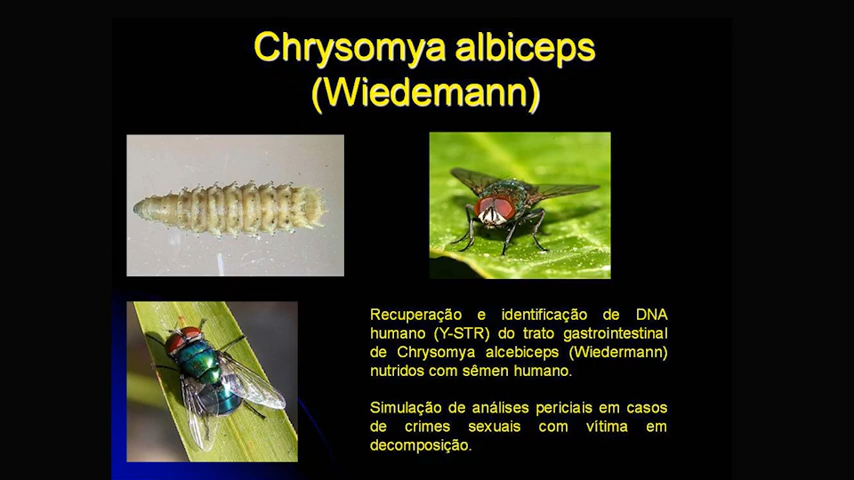 Chrysomya albiceps
(Wiedemann)
Recuperação e identificação de DNA
humano (Y-STR) do trato gastrointestinal
de Chrysomya alcebiceps (Wiedermann)
nutridos com sêmen humano.
Simulação de análises periciais em casos
de crimes sexuais com vítima em
decomposição.